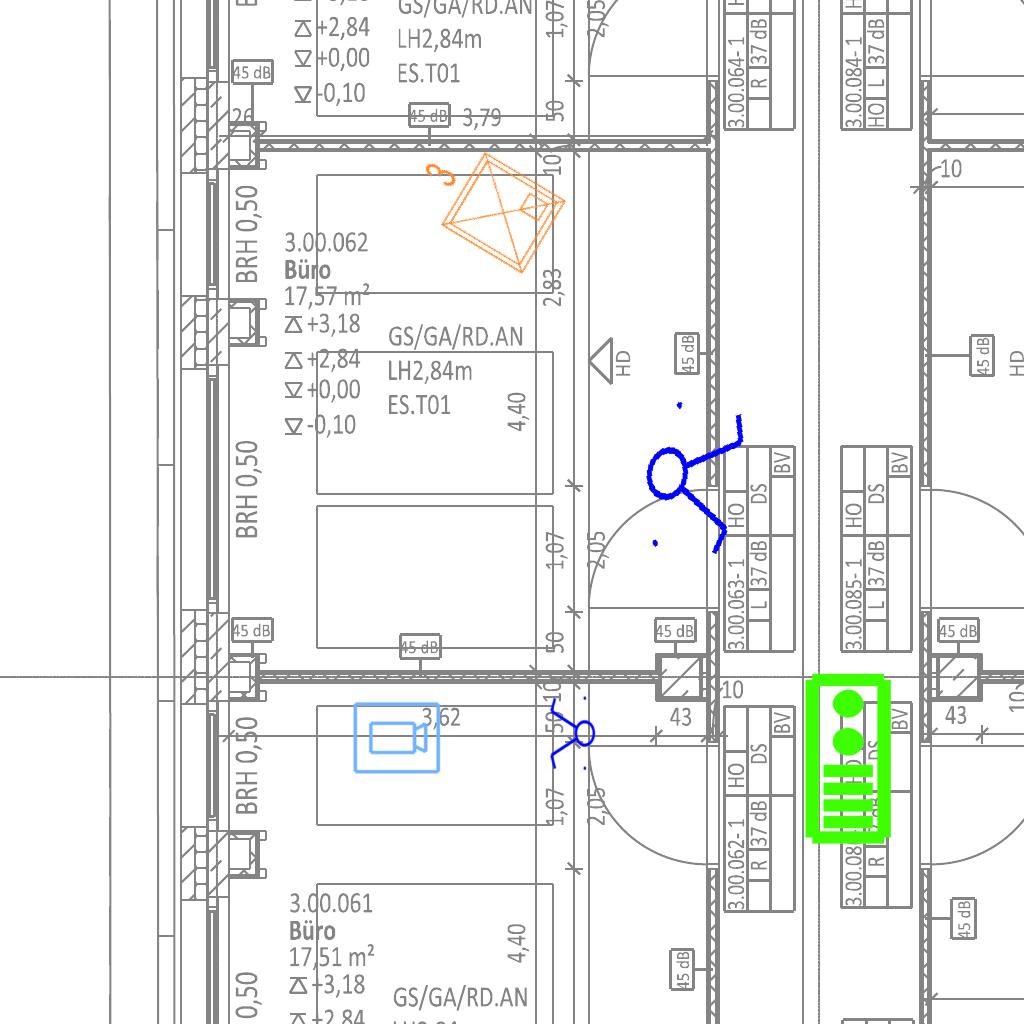 +2,84
+0,00
-0,10
GS/GA/RD.AN
LH2,84m
ES.T01
45 dB
26
45 dB
3,79
1,07
2,05
50
10
3.00.064- 1
R
37 dB
3.00.084- 1
HO
L
37 dB
10
BRH 0,50
3.00.062
Büro
17,57 m²
+3,18
+2,84
+0,00
-0,10
GS/GA/RD.AN
LH2,84m
ES.T01
3
2,83
4,40
HD
45 dB
45 dB
HD
BRH 0,50
1,07
2,05
50
3.00.063- 1
L
37 dB
HO
DS
BV
3.00.085- 1
L
37 dB
HO
DS
BV
45 dB
45 dB
45 dB
45 dB
10
10
43
43
10
BRH 0,50
3,62
50
1,07
2,05
3.00.062- 1
R
37 dB
HO
DS
BV
R
DS
BV
3.00.061
Büro
17,51 m²
+3,18
+2,84
GS/GA/RD.AN
4,40
45 dB
45 dB
0,50